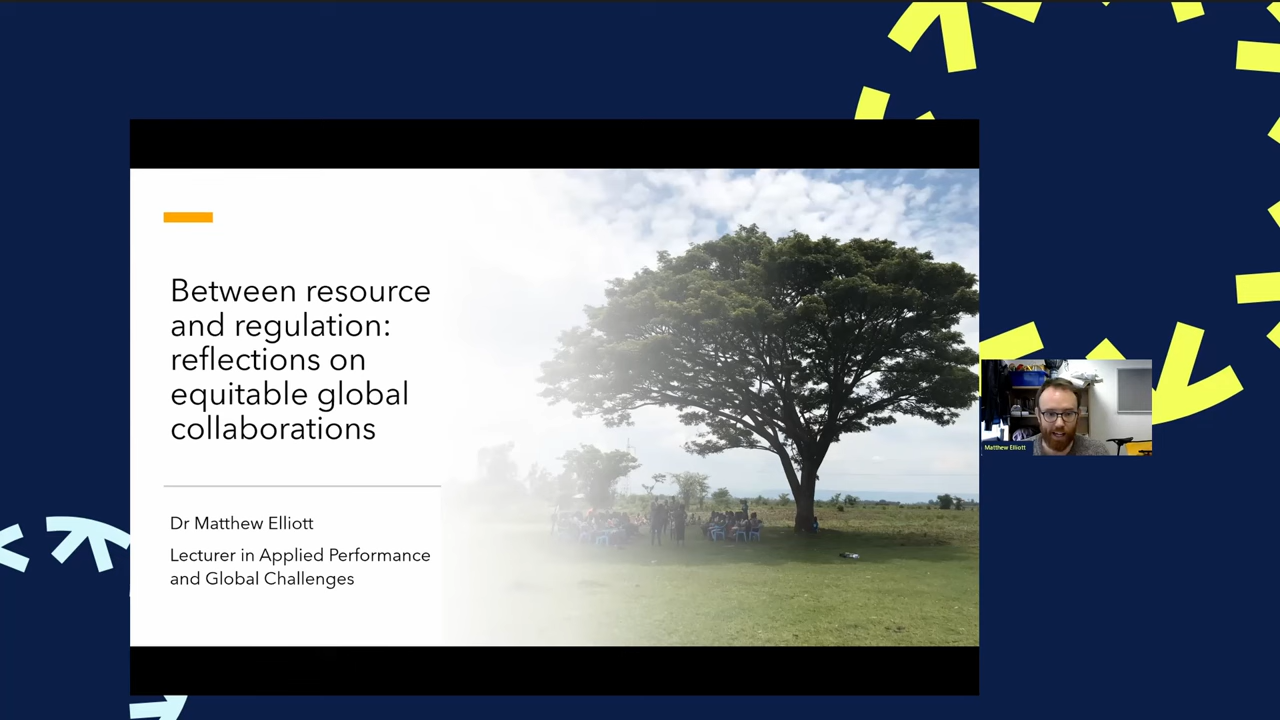 Between resource
and regulation:
reflections on
equitable global
collaborations
Dr Matthew Elliott
Lecturer in Applied Performance
and Global Challenges
Matthew Elliott